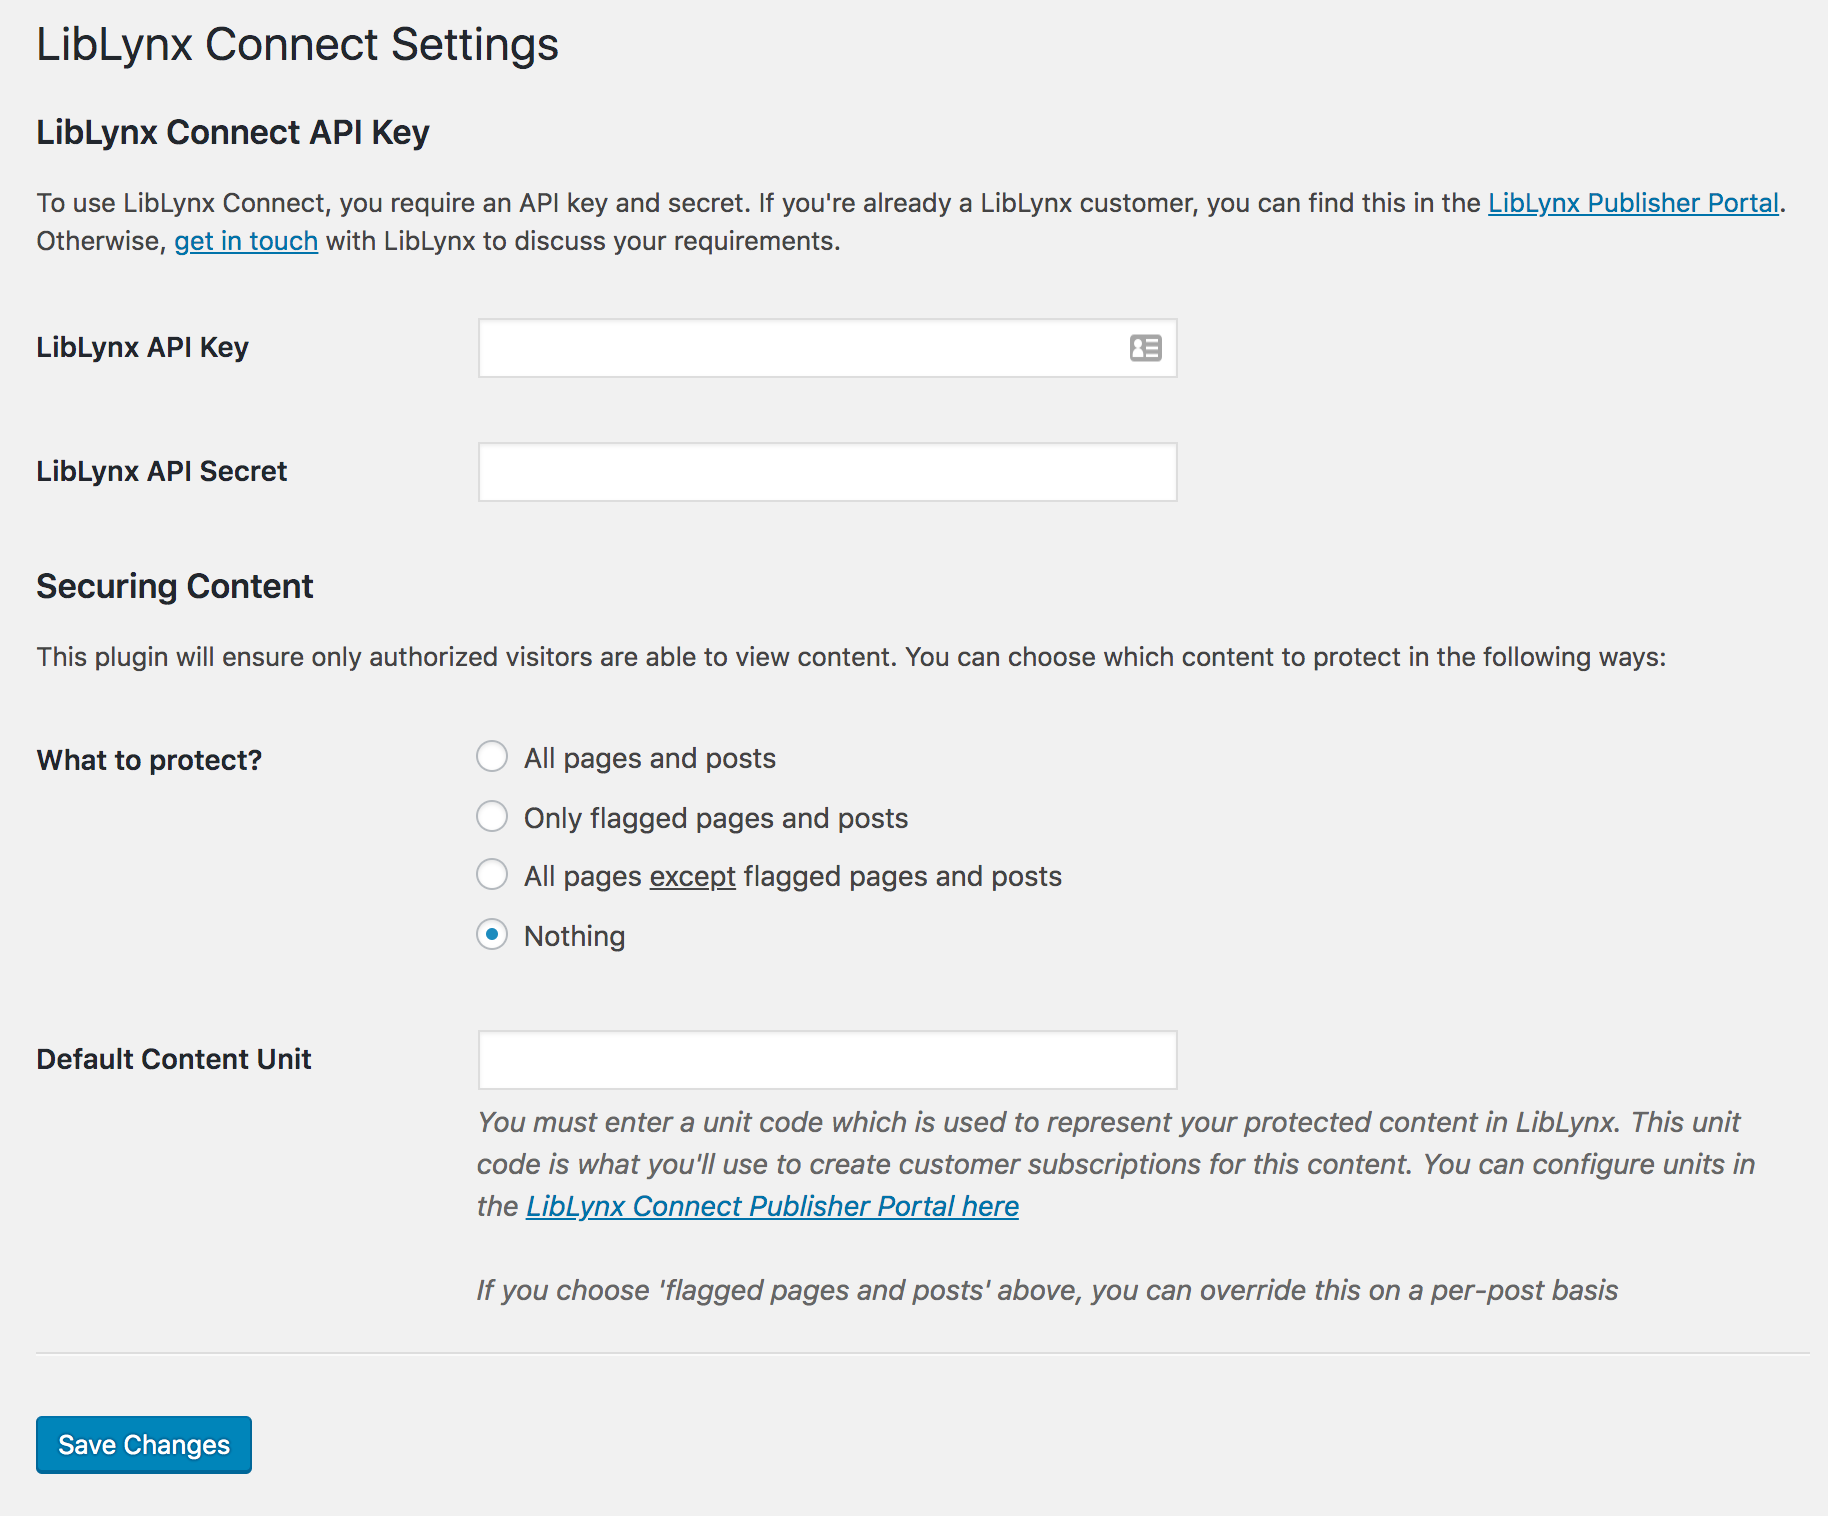 LibLynx Connect Settings
LibLynx Connect API Key
To use LibLynx Connect, you require an API key and secret. If you're already a LibLynx customer, you can find this in the LibLynx Publisher Portal.
Otherwise, get in touch with LibLynx to discuss your requirements.
LibLynx API Key
LibLynx API Secret
Securing Content
This plugin will ensure only authorized visitors are able to view content. You can choose which content to protect in the following ways:
What to protect?
All pages and posts
Only flagged pages and posts
All pages except flagged pages and posts
Nothing
Default Content Unit
You must enter a unit code which is used to represent your protected content in LibLynx. This unit
code is what you'll use to create customer subscriptions for this content. You can configure units in
the LibLynx Connect Publisher Portal here
If you choose 'flagged pages and posts' above, you can override this on a per-post basis
Save Changes